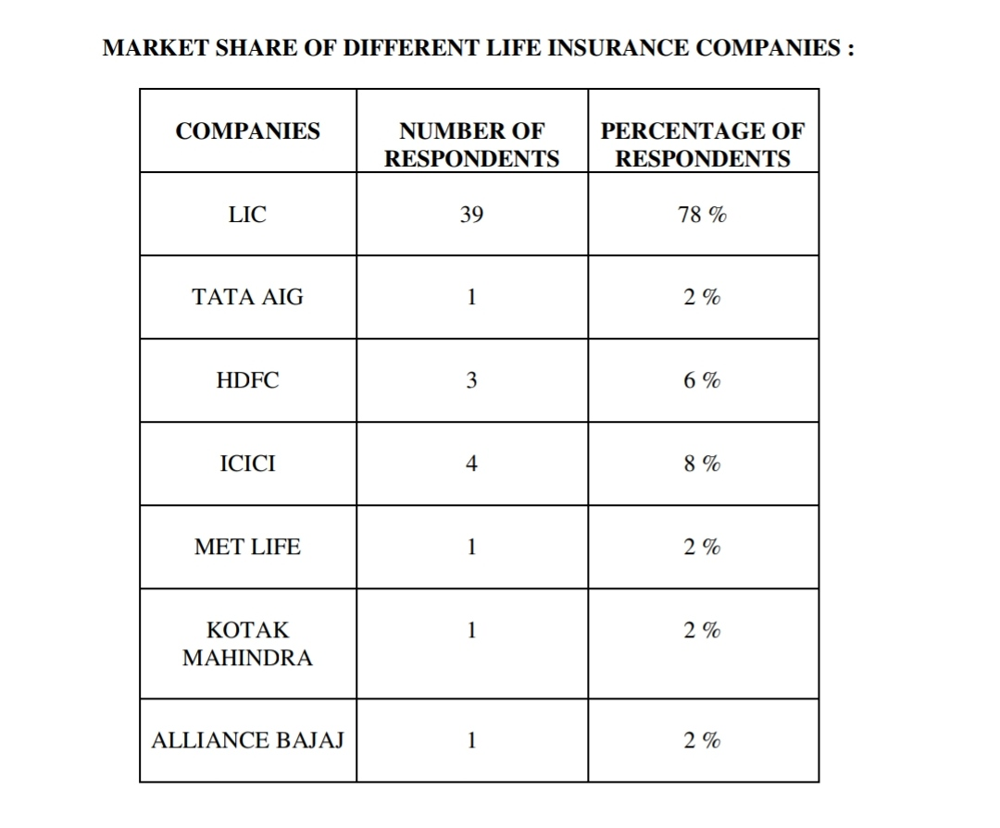 MARKET SHARE OF DIFFERENT LIFE INSURANCE COMPANIES :
COMPANIES NUMBER OF RESPONDENTS PERCENTAGE OF RESPONDENTS
LIC 39 78 %
TATA AIG 1 2 %
HDFC 3 6 %
ICICI 4 8 %
MET LIFE 1 2 %
KOTAK MAHINDRA 1 2 %
ALLIANCE BAJAJ 1 2 %